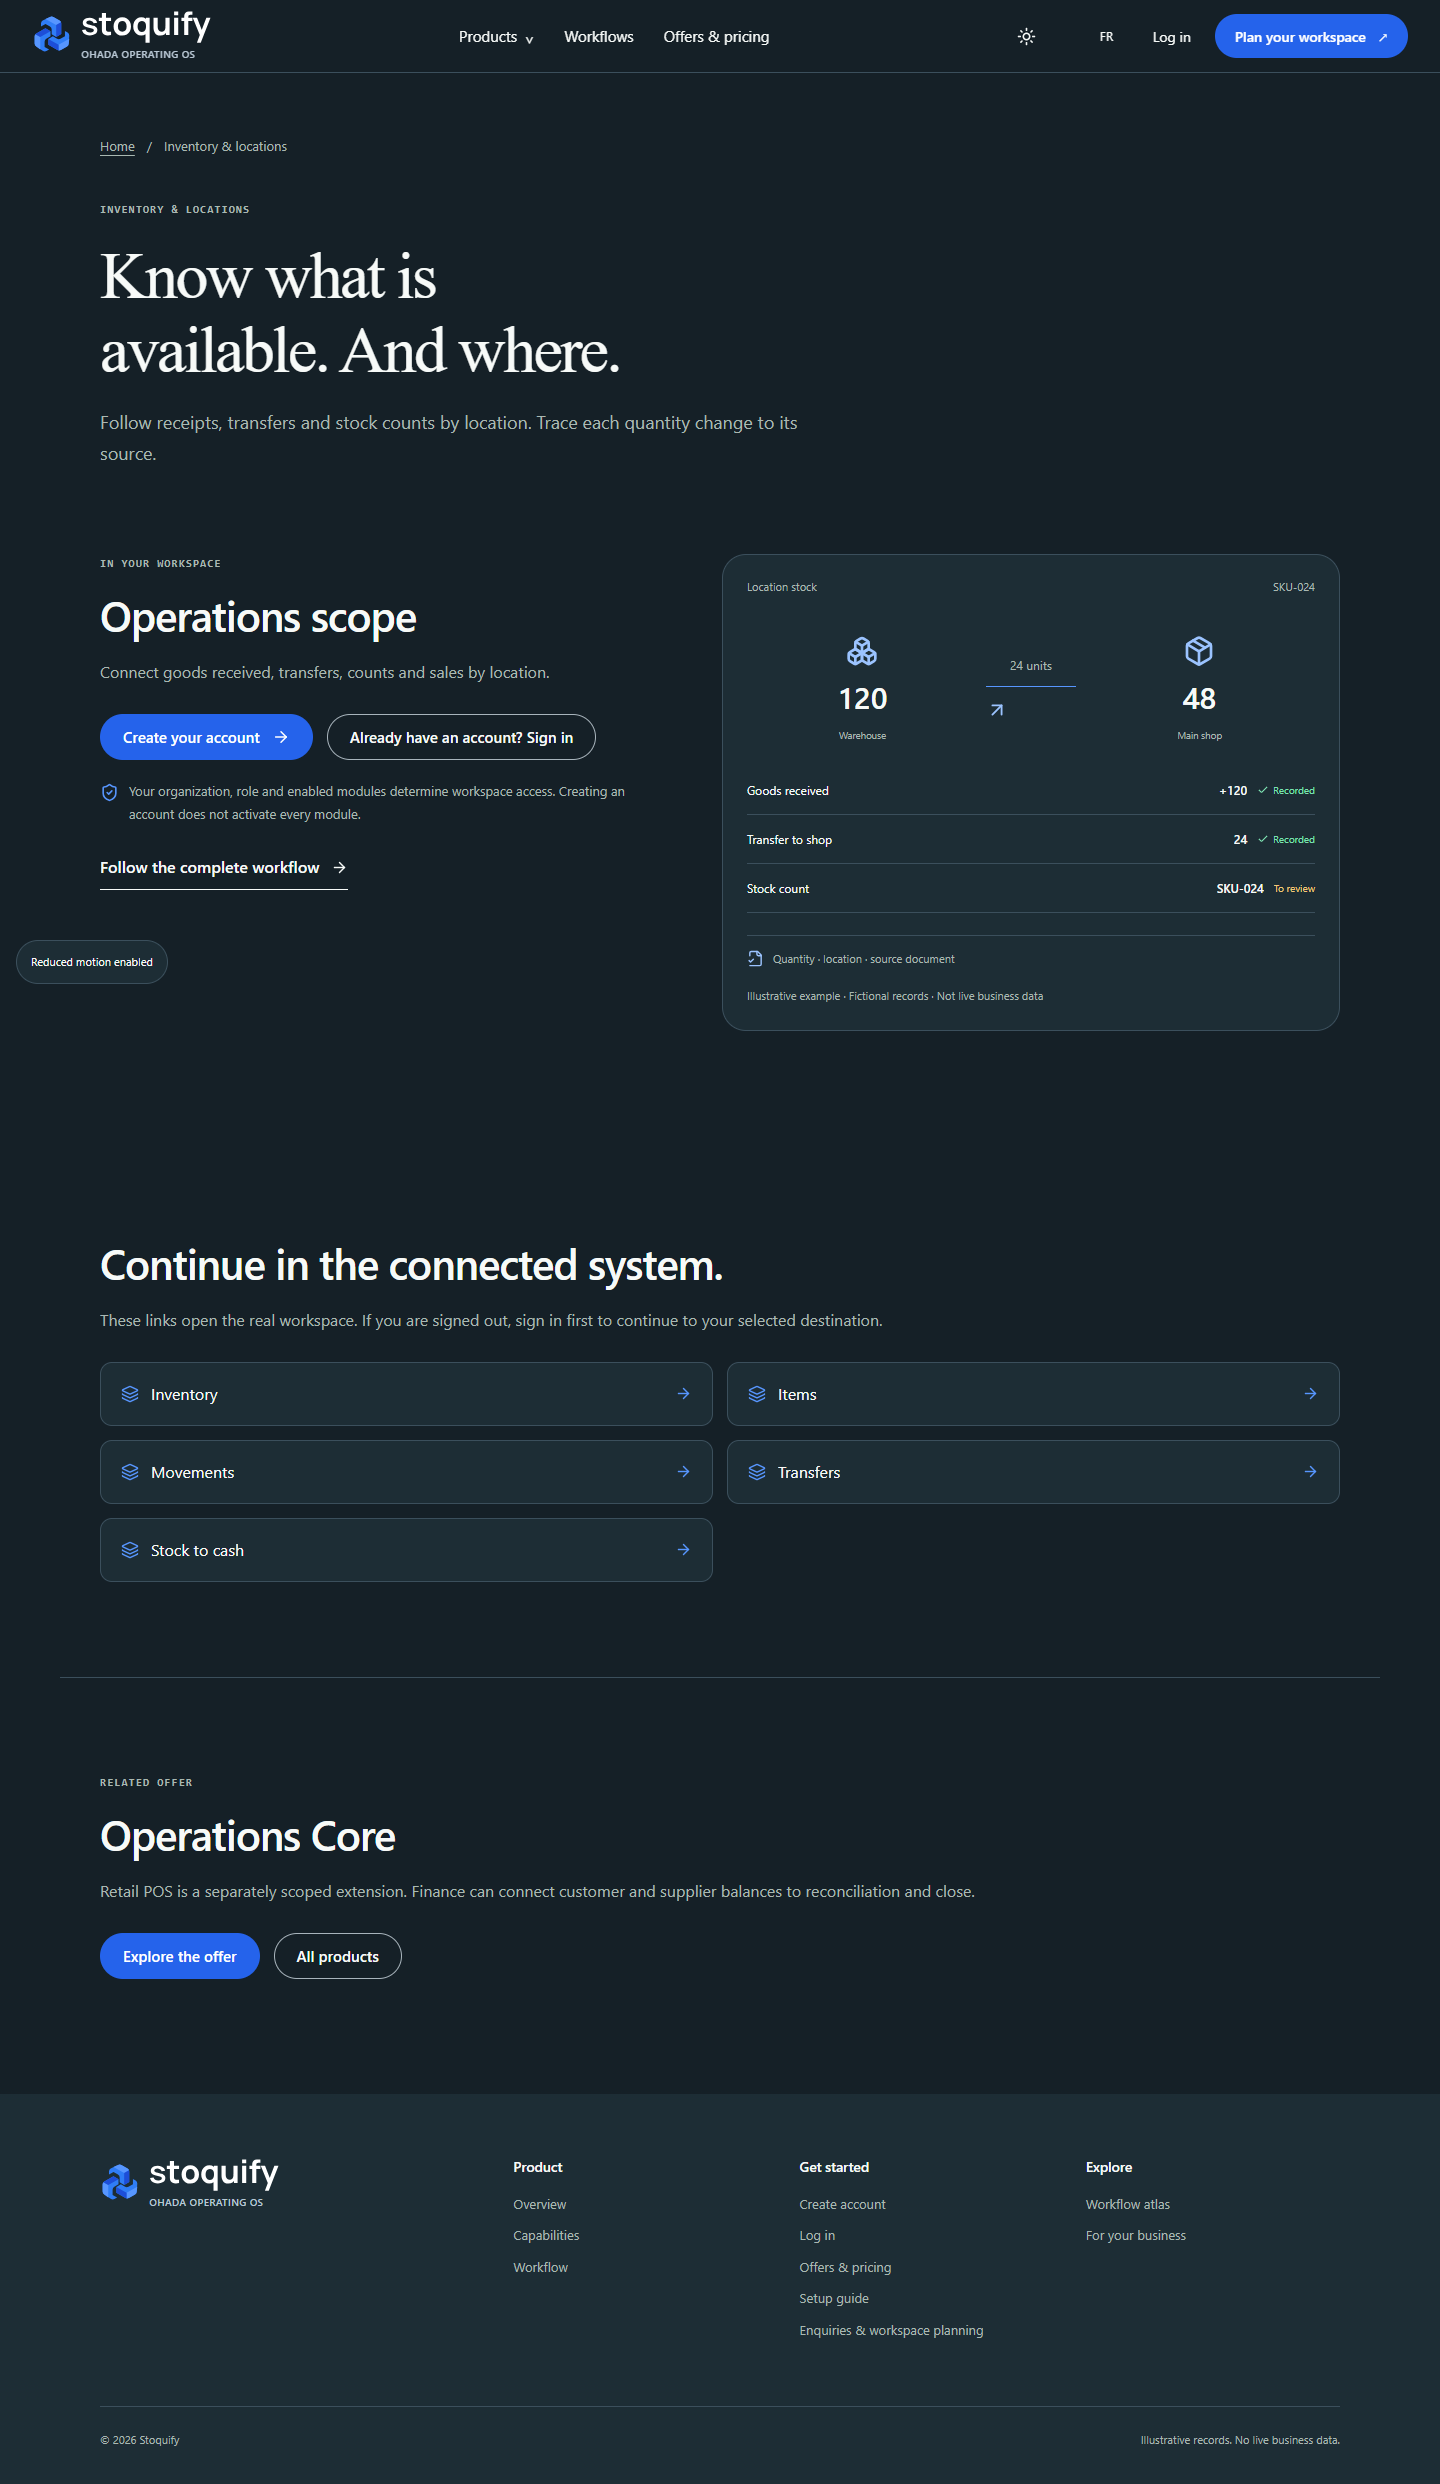 stoquify
OHADA OPERATING OS
Products
Workflows
Offers & pricing
FR
Log in
Plan your workspace ↗
Home / Inventory & locations
INVENTORY & LOCATIONS
Know what is
available. And where.
Follow receipts, transfers and stock counts by location. Trace each quantity change to its
source.
IN YOUR WORKSPACE
Operations scope
Connect goods received, transfers, counts and sales by location.
Create your account
Already have an account? Sign in
Your organization, role and enabled modules determine workspace access. Creating an
account does not activate every module.
Follow the complete workflow
Reduced motion enabled
Location stock
SKU-024
120
Warehouse
24 units
48
Main shop
Goods received
+120 Recorded
Transfer to shop
24 Recorded
Stock count
SKU-024 To review
Quantity · location · source document
Illustrative example · Fictional records · Not live business data
Continue in the connected system.
These links open the real workspace. If you are signed out, sign in first to continue to your selected destination.
Inventory
Items
Movements
Transfers
Stock to cash
RELATED OFFER
Operations Core
Retail POS is a separately scoped extension. Finance can connect customer and supplier balances to reconciliation and close.
Explore the offer
All products
stoquify
OHADA OPERATING OS
Product
Overview
Capabilities
Workflow
Get started
Create account
Log in
Offers & pricing
Setup guide
Enquiries & workspace planning
Explore
Workflow atlas
For your business
© 2026 Stoquify
Illustrative records. No live business data.